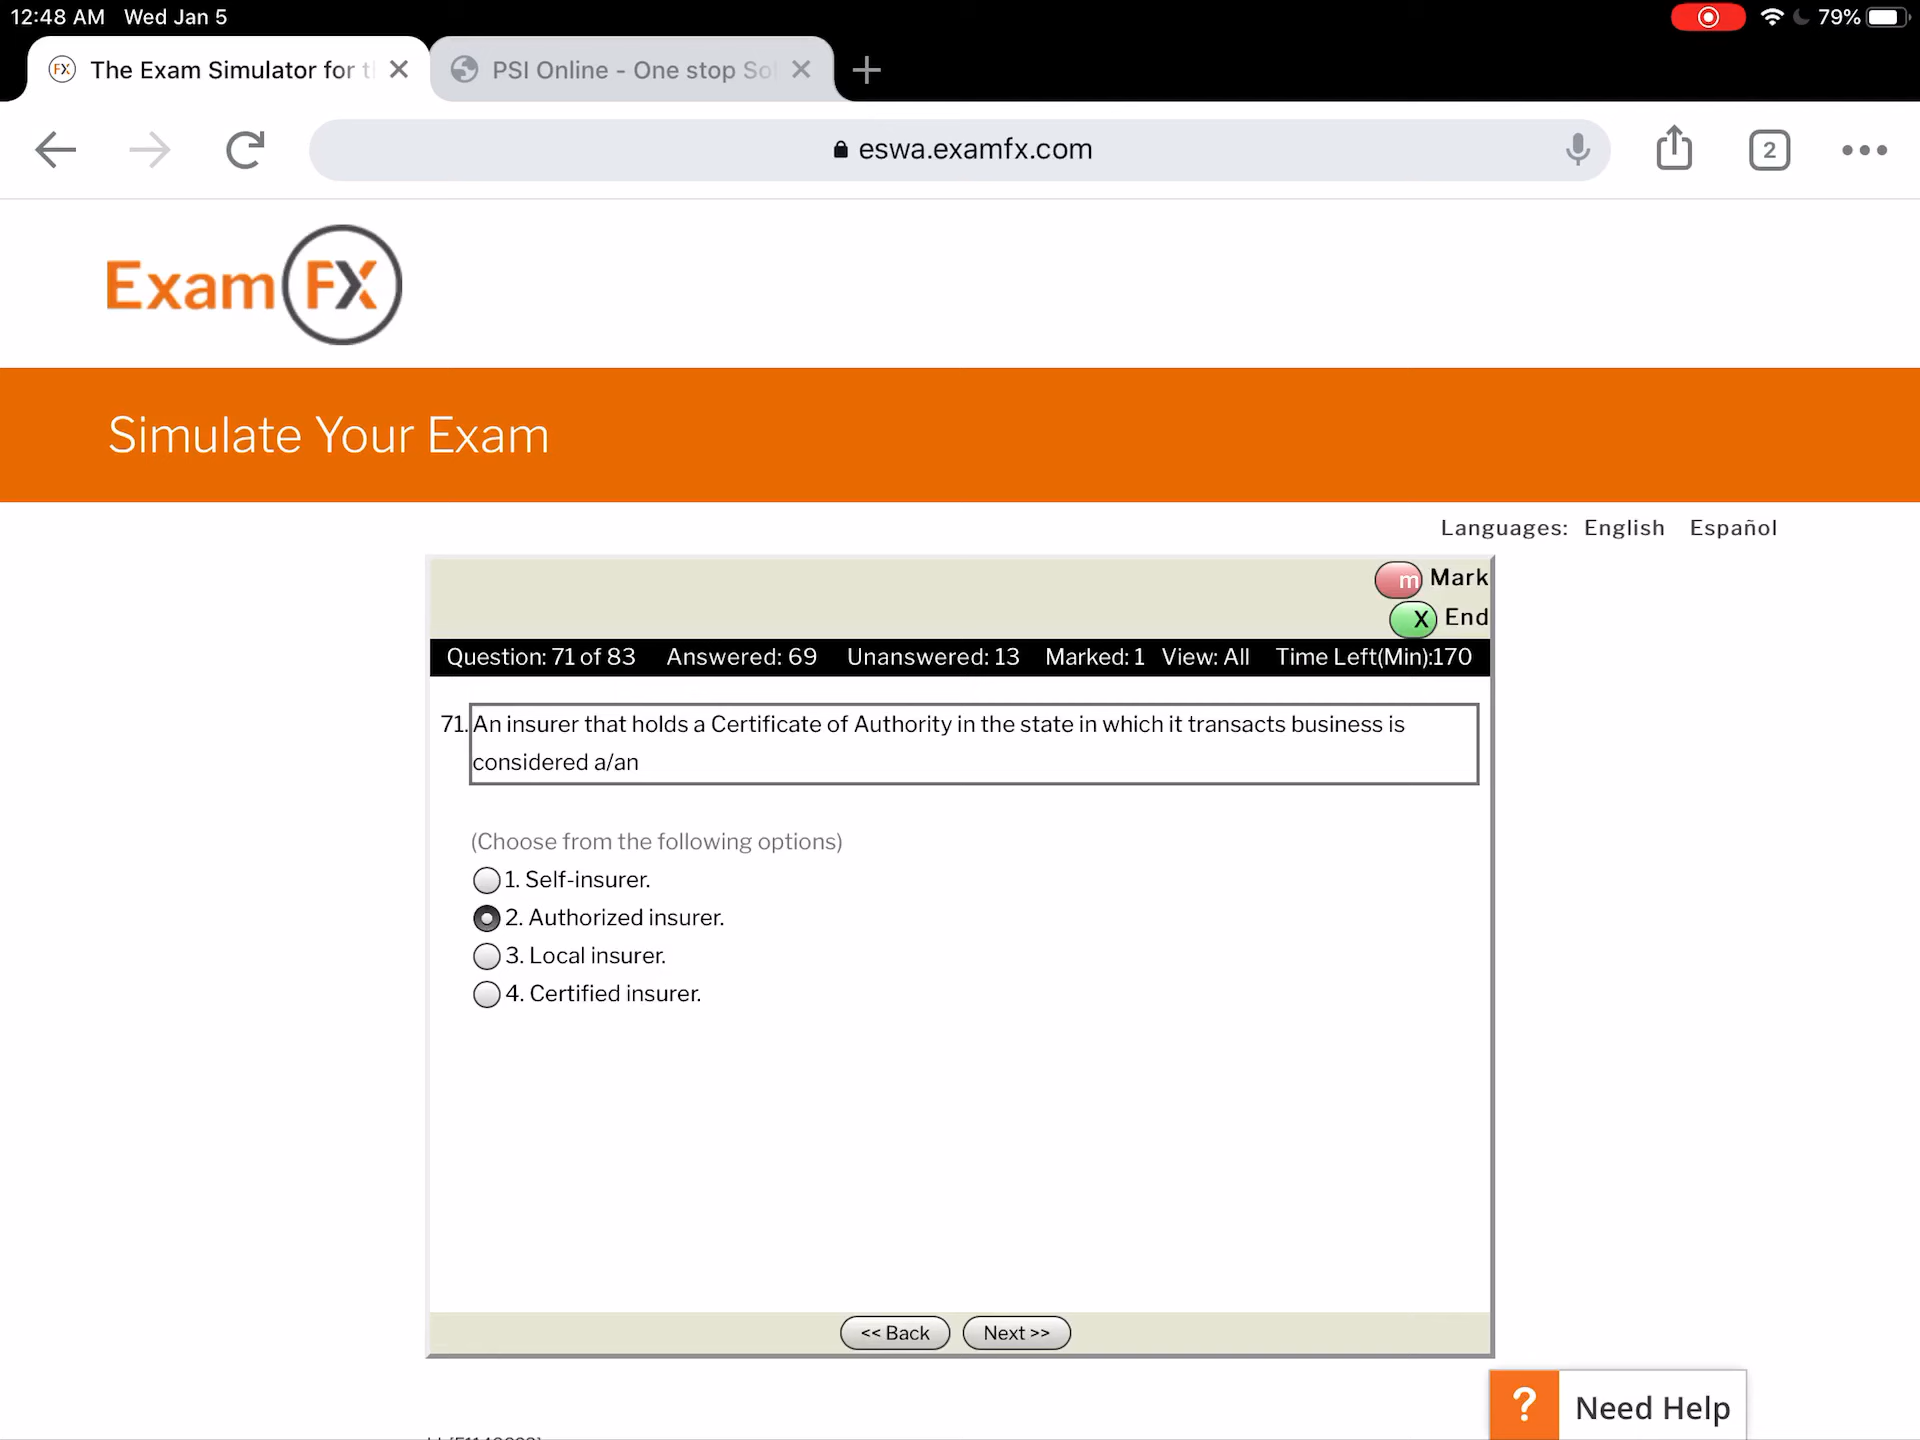 12:48 AM Wed Jan 5
79%
FX The Exam Simulator for t
PSI Online - One stop So
eswa.examfx.com
2
Exam FX
Simulate Your Exam
Languages: English Español
m Mark
X End
Question: 71 of 83 Answered: 69 Unanswered: 13 Marked: 1 View: All Time Left(Min):170
71. An insurer that holds a Certificate of Authority in the state in which it transacts business is
considered a/an
(Choose from the following options)
1. Self-insurer.
2. Authorized insurer.
3. Local insurer.
4. Certified insurer.
<< Back Next >>
? Need Help